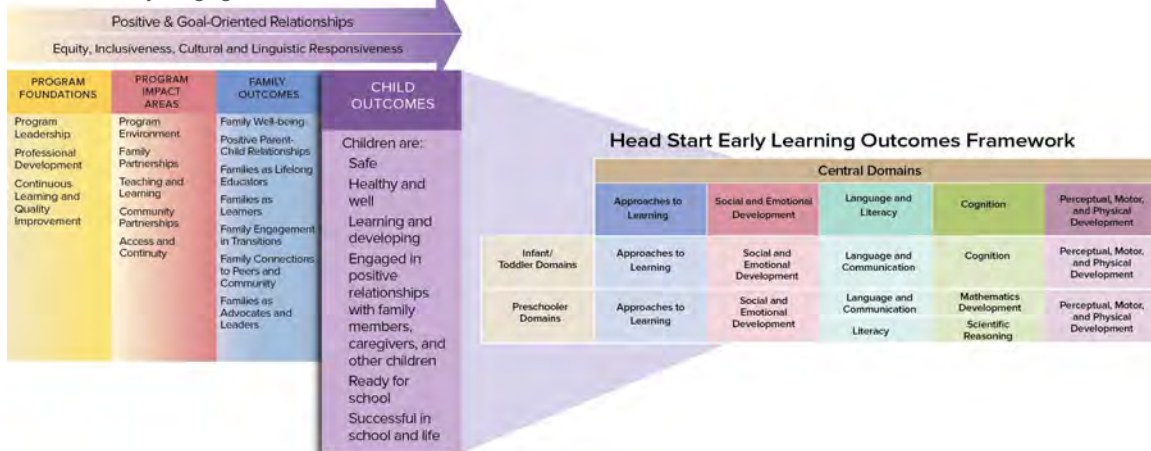 Positive & Goal-Oriented Relationships
Equity, Inclusiveness, Cultural and Linguistic Responsiveness
PROGRAM
FOUNDATIONS
Program
Leadership
Professional
Development
Continuous
Learning and
Quality
Improvement
PROGRAM
IMPACT
AREAS
Program
Environment
Family
Partnerships
Teaching and
Learning
Community
Partnerships
Access and
Continuity
FAMILY
OUTCOMES
Family Well-being
Positive Parent-
Child Relationships
Families as Lifelong
Educators
Families as
Learners
Family Engagement
in Transitions
Family Connections
to Peers and
Community
Families as
Advocates and
Leaders
CHILD
OUTCOMES
Children are:
Safe
Healthy and
well
Learning and
developing
Engaged in
positive
relationships
with family
members,
caregivers, and
other children
Ready for
school
Successful in
school and life
Head Start Early Learning Outcomes Framework
Central Domains
Approaches to
Learning
Social and Emotional
Development
Language and
Literacy
Cognition
Perceptual, Motor,
and Physical
Development
Infant/
Toddler Domains
Approaches to
Learning
Social and
Emotional
Development
Language and
Communication
Cognition
Perceptual, Motor,
and Physical
Development
Preschooler
Domains
Approaches to
Learning
Social and
Emotional
Development
Language and
Communication
Literacy
Mathematics
Development
Scientific
Reasoning
Perceptual, Motor,
and Physical
Development